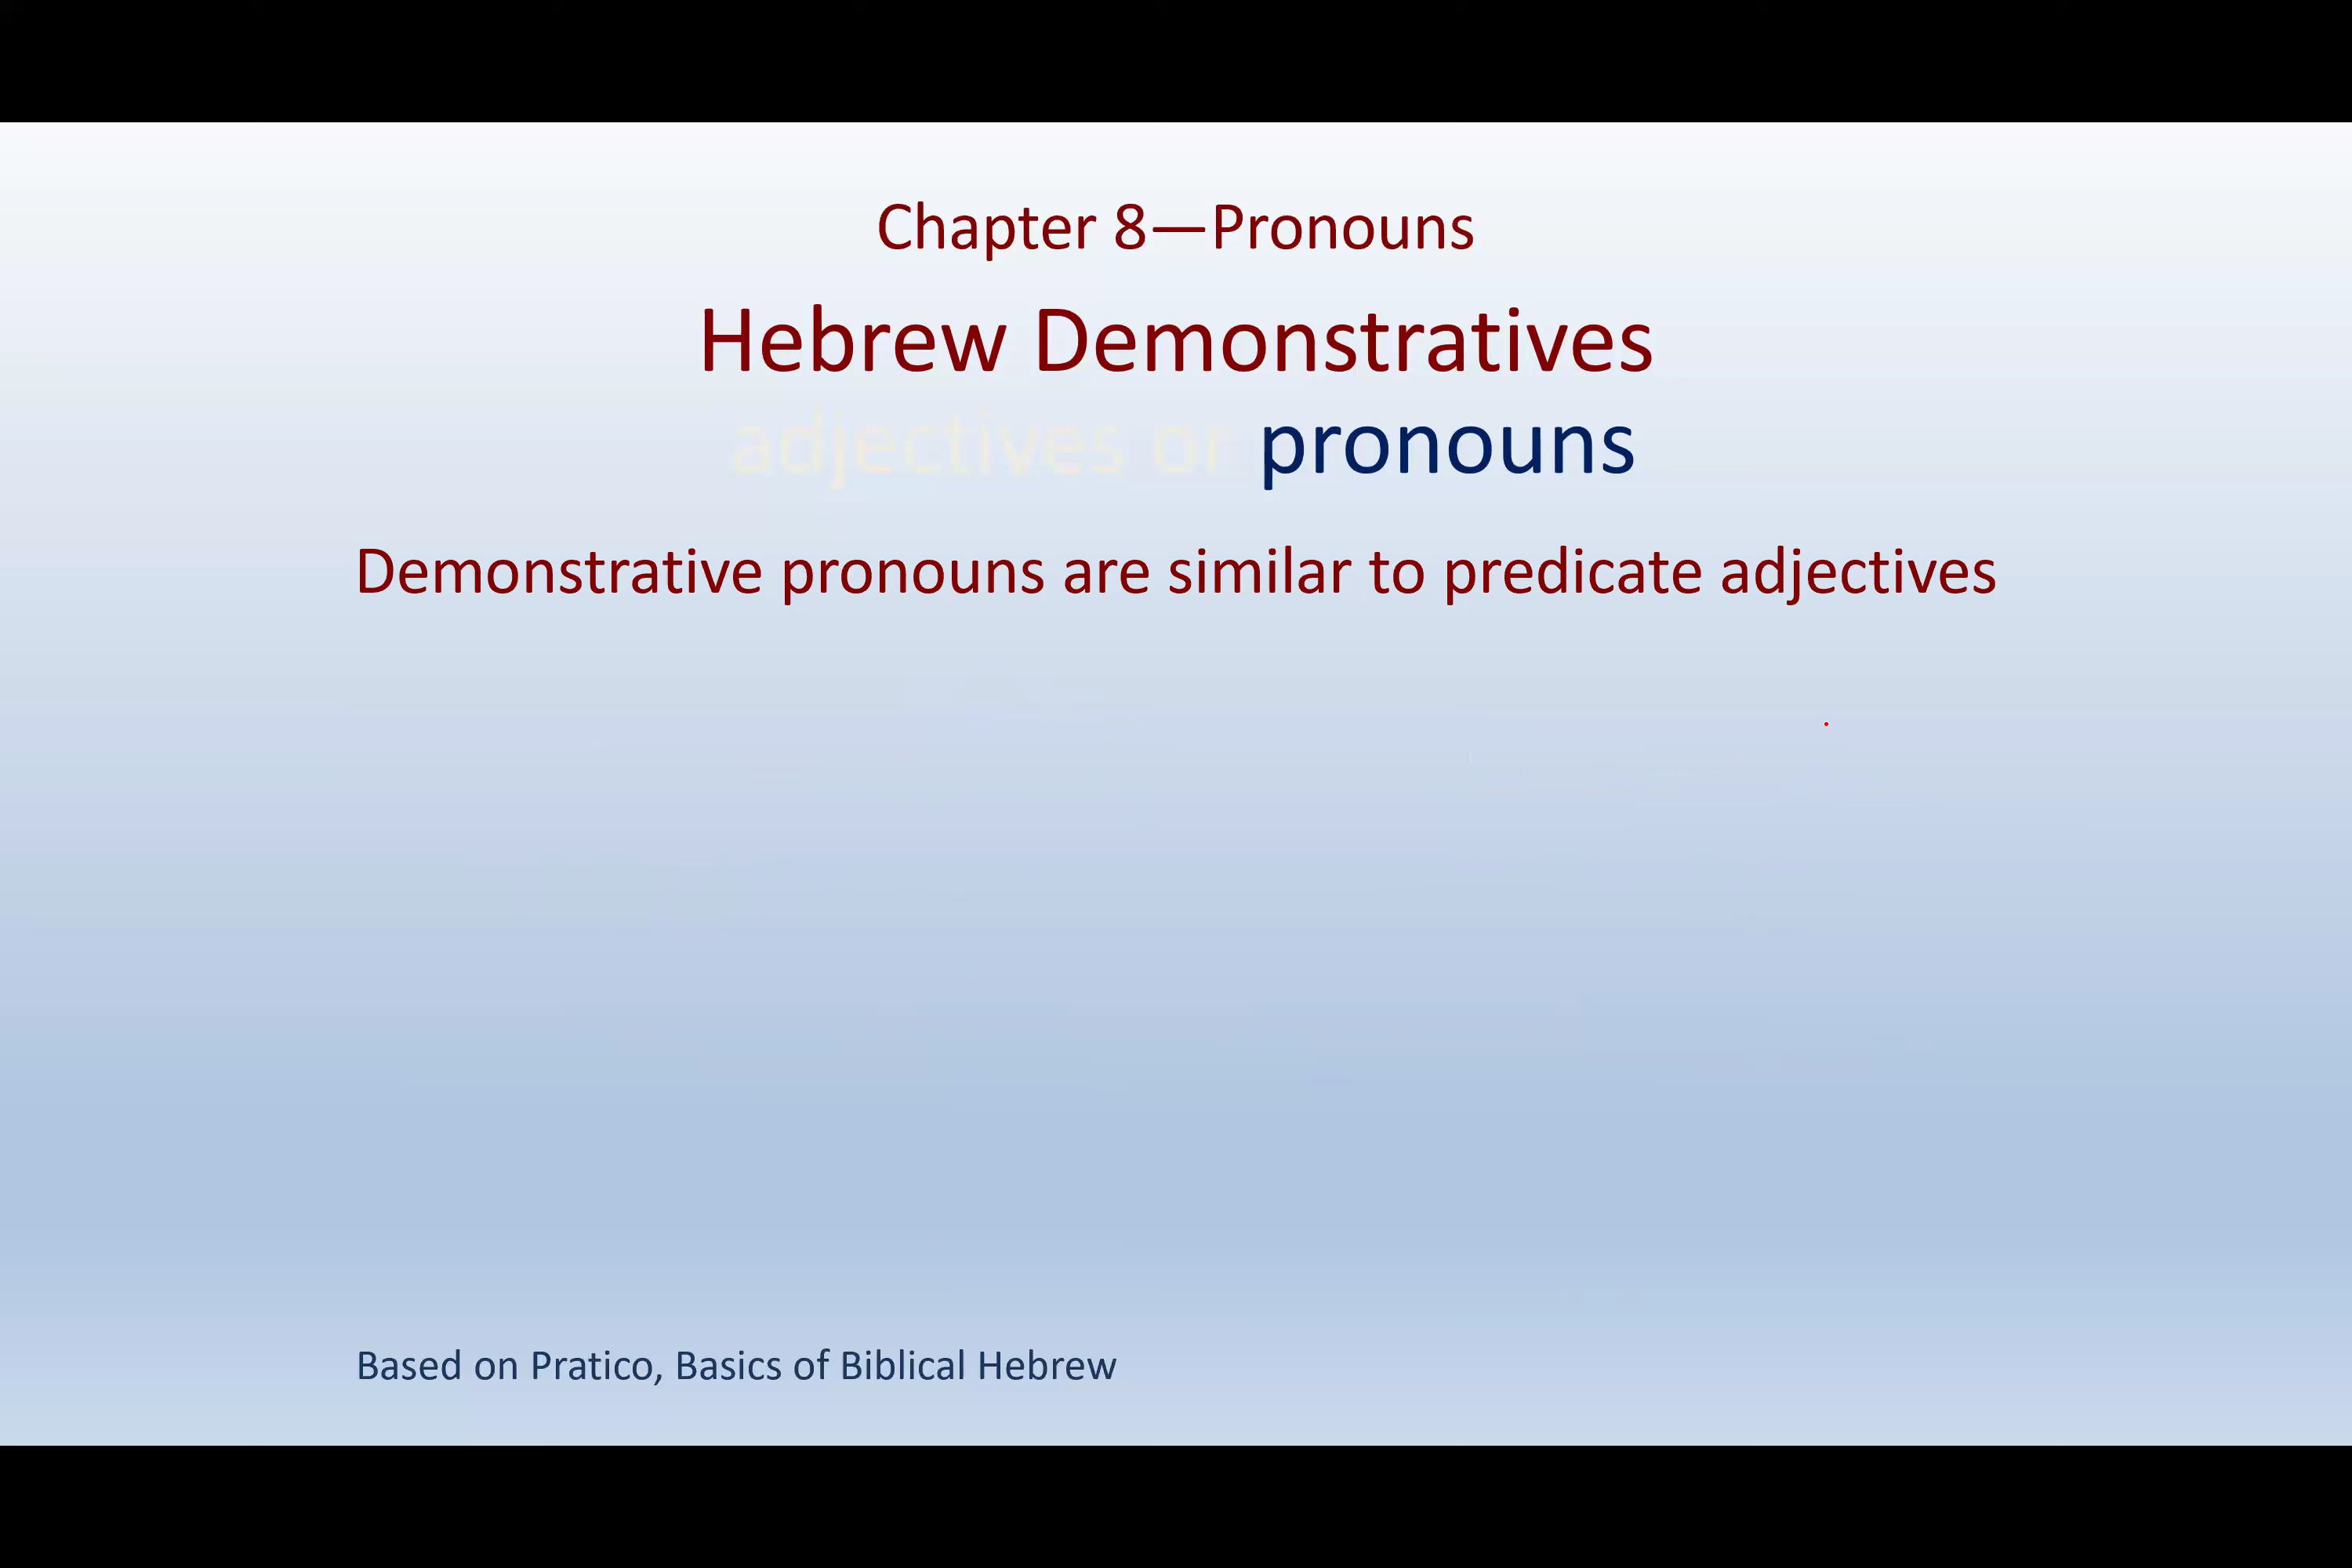 Chapter 8—Pronouns
Hebrew Demonstratives
adjectives or pronouns
Demonstrative pronouns are similar to predicate adjectives
Based on Pratico, Basics of Biblical Hebrew